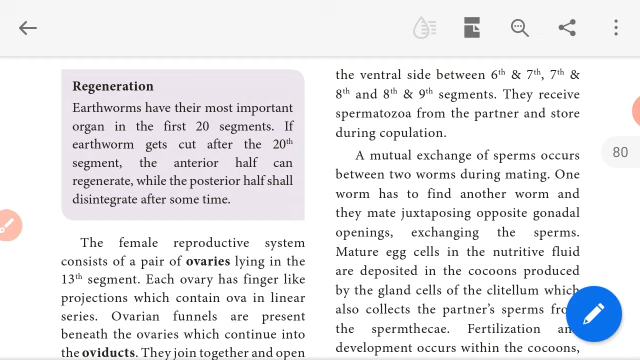 Regeneration
Earthworms have their most important
organ in the first 20 segments. If
earthworm gets cut after the 20th
segment, the anterior half can
regenerate, while the posterior half shall
disintegrate after some time.
The female reproductive system
consists of a pair of ovaries lying in the
13th segment. Each ovary has finger like
projections which contain ova in linear
series. Ovarian funnels are present
beneath the ovaries which continue into
the oviducts. They join together and open
the ventral side between 6th & 7th, 7th &
8th and 8th & 9th segments. They receive
spermatozoa from the partner and store
during copulation.
A mutual exchange of sperms occurs
between two worms during mating. One
worm has to find another worm and
they mate juxtaposing opposite gonadal
openings, exchanging the sperms.
Mature egg cells in the nutritive fluid
are deposited in the cocoons produced
by the gland cells of the clitellum which
also collects the partner's sperms from
the spermthecae. Fertilization and
development occurs within the cocoons,
80